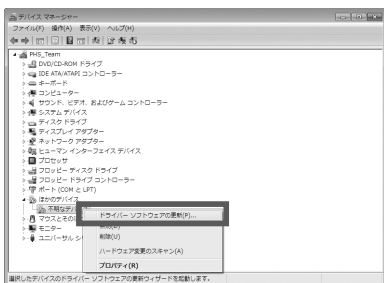 デバイス マネージャー
ファイル(F) 操作(A) 表示(V) ヘルプ(H)
PHS_Team
DVD/CD-ROM ドライブ
IDE ATA/ATAPI コントローラー
キーボード
コンピューター
サウンド、ビデオ、およびゲーム コントローラー
システム デバイス
ディスク ドライブ
ディスプレイ アダプター
ネットワーク アダプター
ヒューマン インターフェイス デバイス
プロセッサ
フロッピー ディスク ドライブ
フロッピー ドライブ コントローラー
ポート (COM と LPT)
ほかのデバイス
不明なデバ
ドライバー ソフトウェアの更新(P)...
マウスとその
無効(D)
モニター
削除(U)
ユニバーサル シ
ハードウェア変更のスキャン(A)
プロパティ(R)
選択したデバイスのドライバー ソフトウェアの更新ウィザードを起動します。